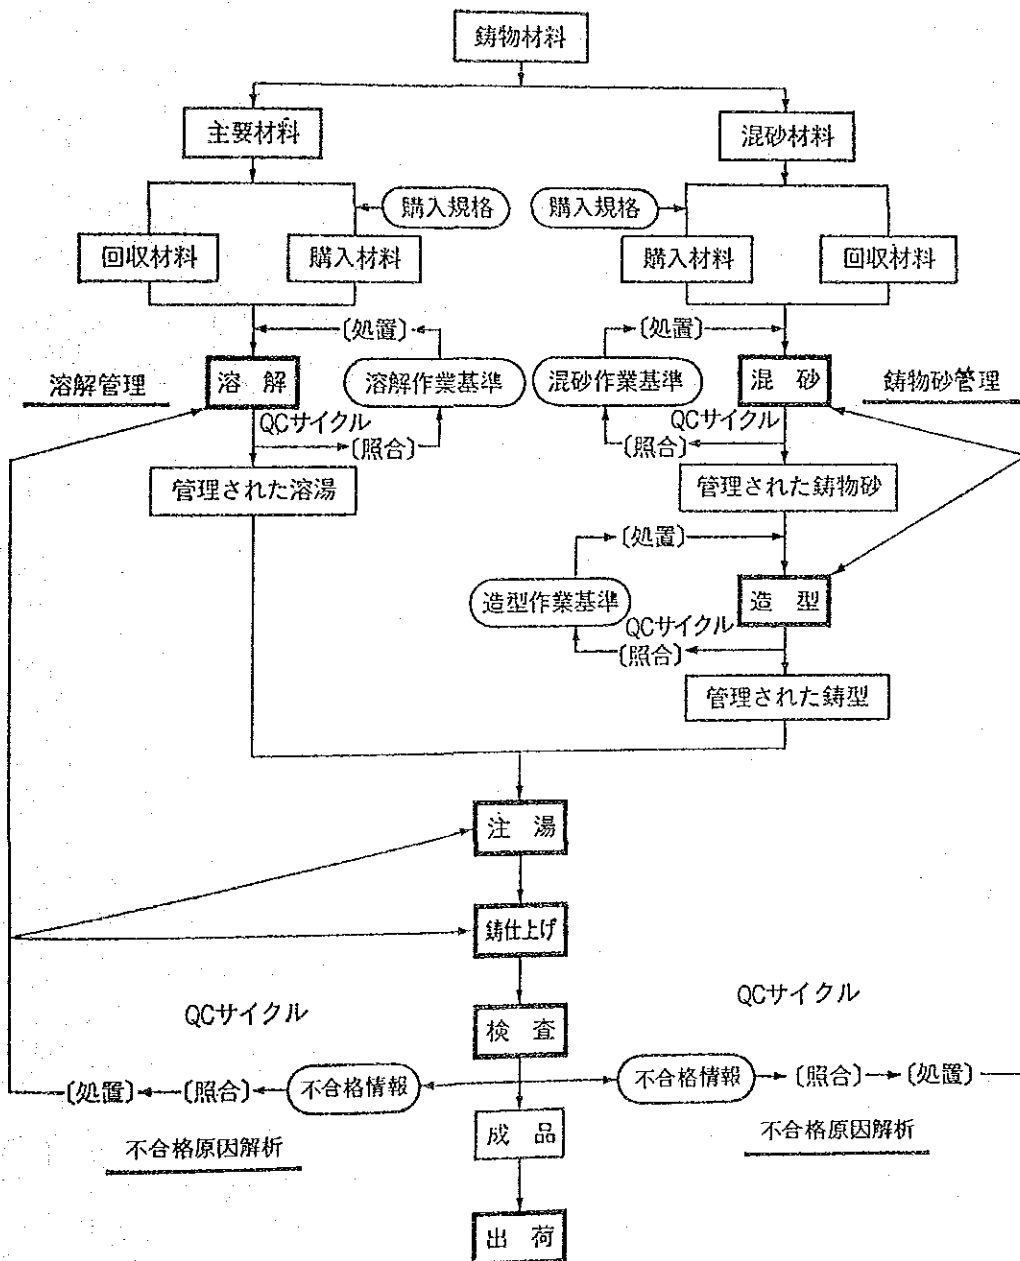 鋳物材料
主要材料
混砂材料
購入規格
購入規格
回収材料
購入材料
購入材料
回収材料
〔処置〕
〔処置〕
溶解管理
溶　解
溶解作業基準
混砂作業基準
混　砂
鋳物砂管理
QCサイクル
QCサイクル
〔照合〕
〔照合〕
管理された溶湯
管理された鋳物砂
〔処置〕
造型作業基準
造　型
QCサイクル
〔照合〕
管理された鋳型
注　湯
鋳仕上げ
QCサイクル
QCサイクル
検　査
〔処置〕
〔照合〕
不合格情報
不合格情報
〔照合〕
〔処置〕
不合格原因解析
成　品
不合格原因解析
出　荷